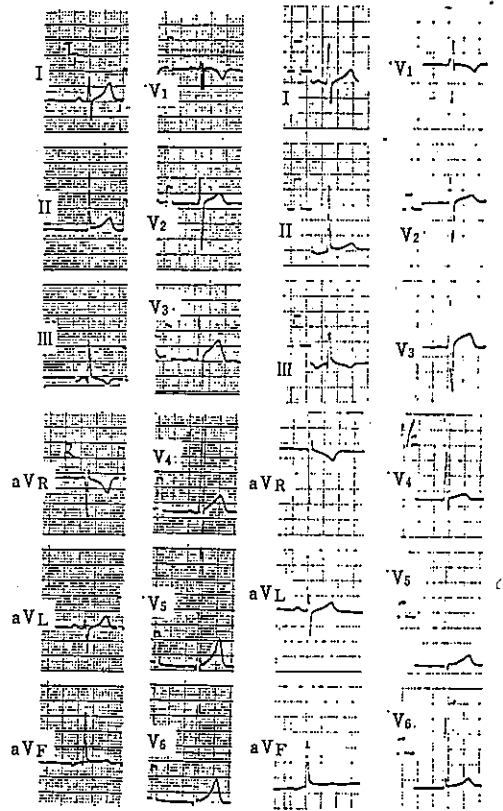 I V1 I V1
II V2 II V2
III V3 III V3
aVR V4 aVR V4
aVL V5 aVL V5
aVF V6 aVF V6